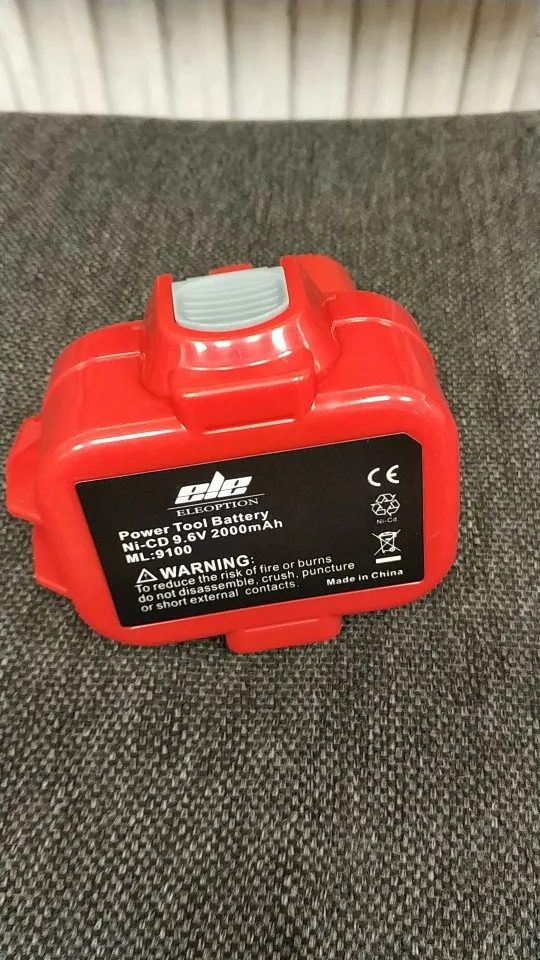 ele
ELEOPTION
Power Tool Battery
Ni-CD 9.6V 2000mAh
ML:9100
WARNING:
To reduce the risk of fire or burns
do not disassemble, crush, puncture
or short external contacts.
CE
Ni-Cd
Made in China